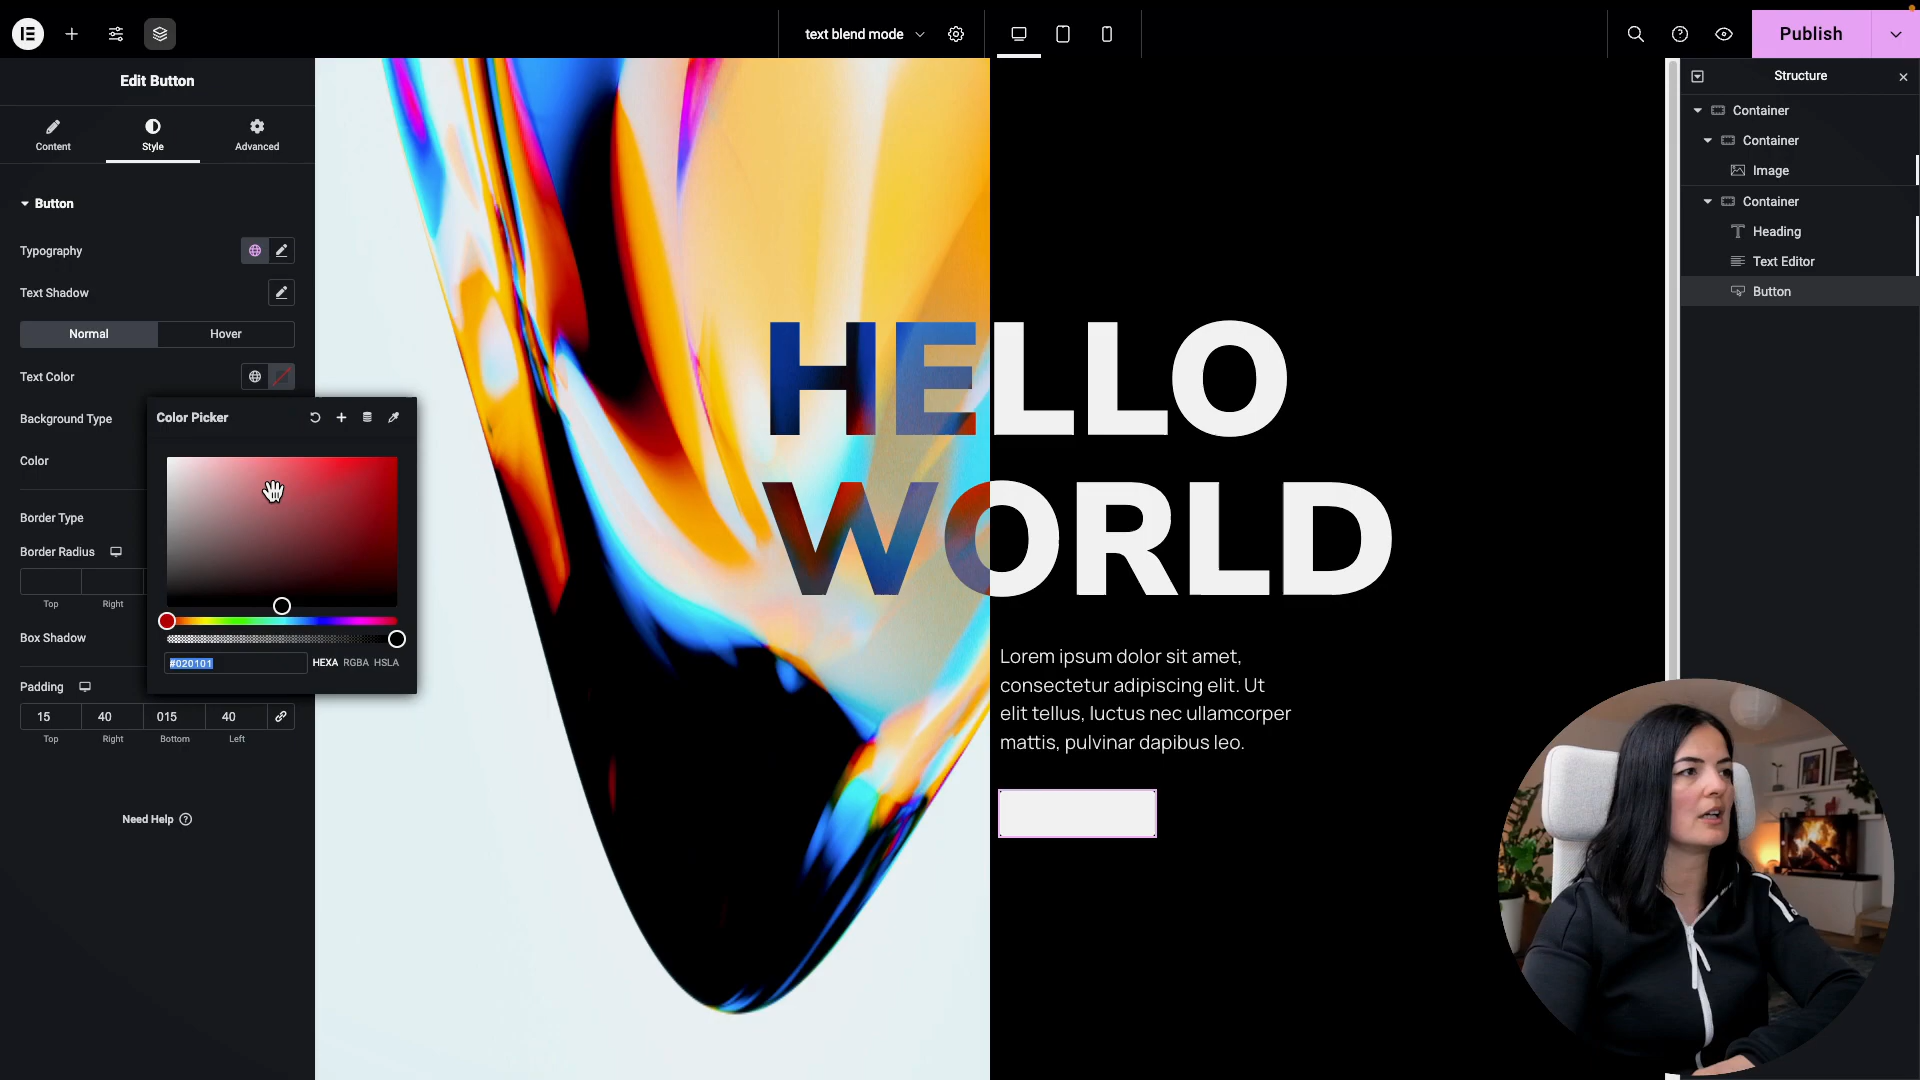 text blend mode
Publish
Edit Button
Structure
Content
Style
Advanced
Container
Container
Image
Container
Heading
Text Editor
Button
Button
Typography
Text Shadow
Normal
Hover
Text Color
Background Type
Color
Border Type
Border Radius
Top
Right
Box Shadow
Padding
15
40
015
40
Top
Right
Bottom
Left
Need Help
Color Picker
#020101
HEXA
RGBA
HSLA
HELLO
WORLD
Lorem ipsum dolor sit amet,
consectetur adipiscing elit. Ut
elit tellus, luctus nec ullamcorper
mattis, pulvinar dapibus leo.